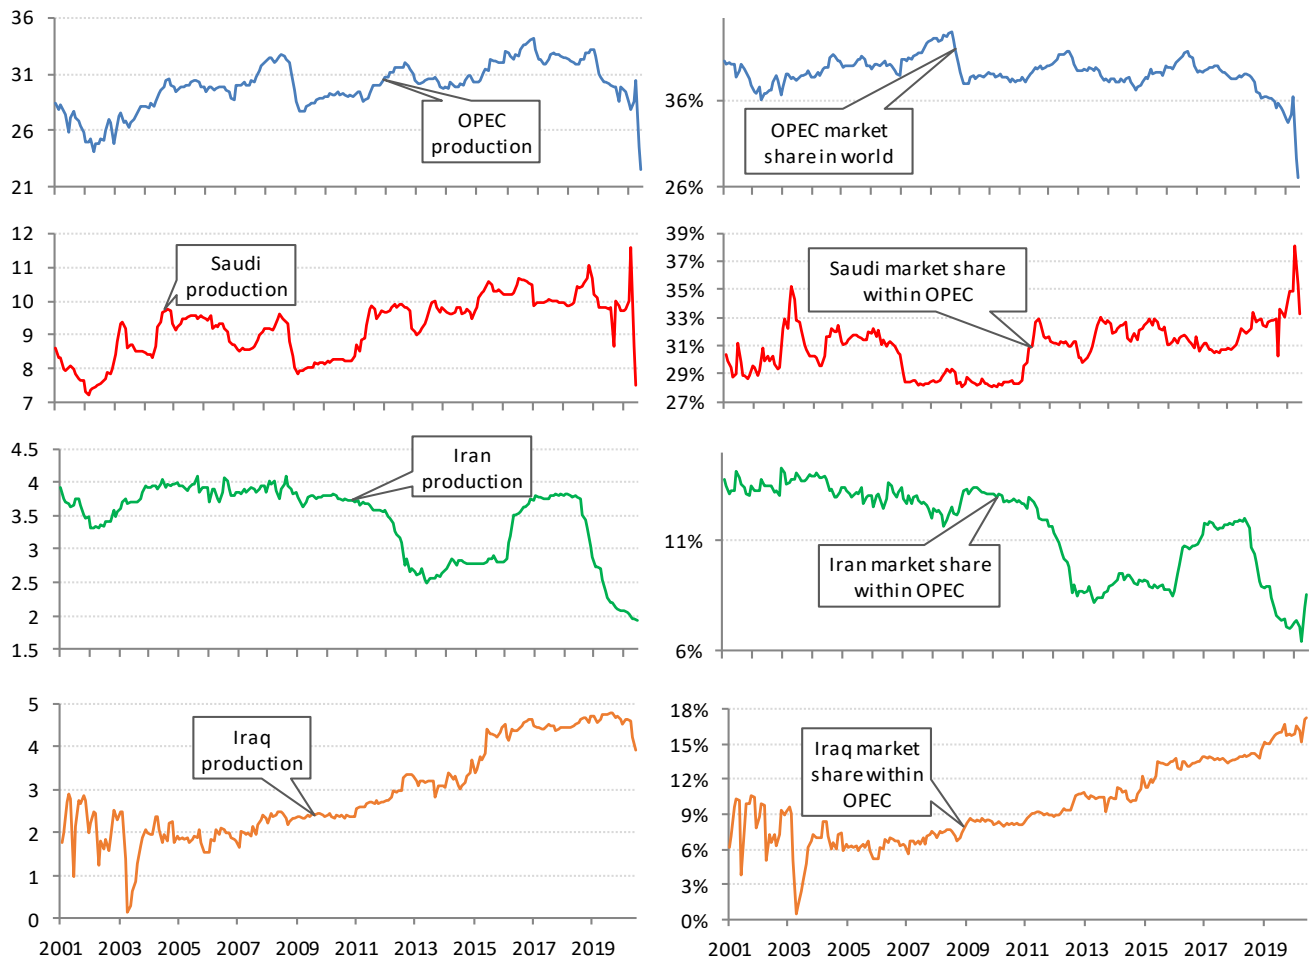 36
31
26
21
OPEC
production
36%
26%
OPEC market
share in world
12
11
10
9
8
7
Saudi
production
39%
37%
35%
33%
31%
29%
27%
Saudi market share
within OPEC
4.5
4
3.5
3
2.5
2
1.5
Iran
production
11%
6%
Iran market share
within OPEC
5
4
3
2
1
0
Iraq
production
2001 2003 2005 2007 2009 2011 2013 2015 2017 2019
18%
15%
12%
9%
6%
3%
0%
Iraq market
share within
OPEC
2001 2003 2005 2007 2009 2011 2013 2015 2017 2019